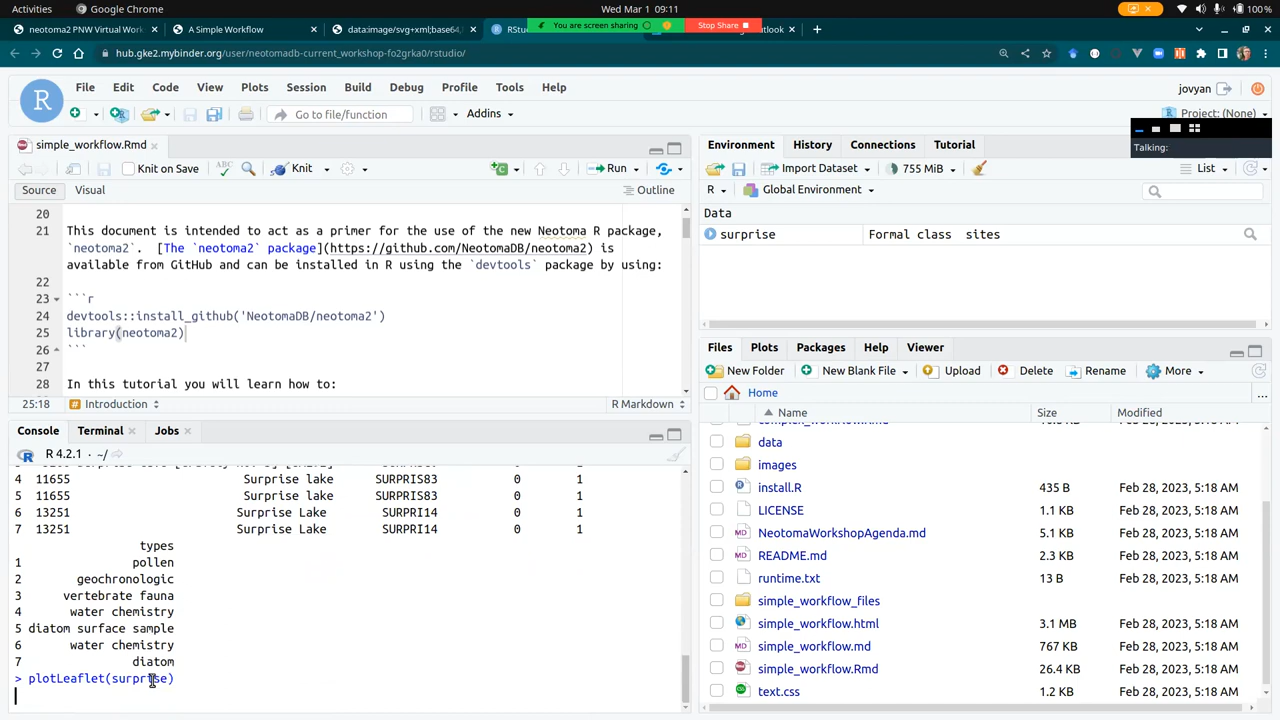 Activities
Google Chrome
Wed Mar 1 09:11
100 %
neotoma2 PNW Virtual Work
A Simple Workflow
data:image/svg+xml;base64,
RStu
You are screen sharing
Stop Share
utlook
hub.gke2.mybinder.org/user/neotomadb-current_workshop-fo2grka0/rstudio/
File Edit Code View Plots Session Build Debug Profile Tools Help
jovyan
Go to file/function
Addins
Project: (None)
Talking:
simple_workflow.Rmd
Knit on Save
ABC
Knit
Run
Source
Visual
Outline
20
21 This document is intended to act as a primer for the use of the new Neotoma R package,
`neotoma2`. [The `neotoma2` package](https://github.com/NeotomaDB/neotoma2) is
available from GitHub and can be installed in R using the `devtools` package by using:
22
23 ```r
24 devtools::install_github('NeotomaDB/neotoma2')
25 library(neotoma2)
26 ```
27
28 In this tutorial you will learn how to:
25:18
Introduction
R Markdown
Console
Terminal
Jobs
R 4.2.1 · ~/
4 11655 Surprise lake SURPRIS83 0 1
5 11655 Surprise lake SURPRIS83 0 1
6 13251 Surprise Lake SURPRI14 0 1
7 13251 Surprise Lake SURPRI14 0 1
types
1 pollen
2 geochronologic
3 vertebrate fauna
4 water chemistry
5 diatom surface sample
6 water chemistry
7 diatom
> plotLeaflet(surprise)
Environment
History
Connections
Tutorial
Import Dataset
755 MiB
List
R
Global Environment
Data
surprise Formal class sites
Files
Plots
Packages
Help
Viewer
New Folder
New Blank File
Upload
Delete
Rename
More
Home
...
Name Size Modified
data
images
install.R 435 B Feb 28, 2023, 5:18 AM
LICENSE 1.1 KB Feb 28, 2023, 5:18 AM
NeotomaWorkshopAgenda.md 5.1 KB Feb 28, 2023, 5:18 AM
README.md 2.3 KB Feb 28, 2023, 5:18 AM
runtime.txt 13 B Feb 28, 2023, 5:18 AM
simple_workflow_files
simple_workflow.html 3.1 MB Feb 28, 2023, 5:18 AM
simple_workflow.md 767 KB Feb 28, 2023, 5:18 AM
simple_workflow.Rmd 26.4 KB Feb 28, 2023, 5:18 AM
text.css 1.2 KB Feb 28, 2023, 5:18 AM